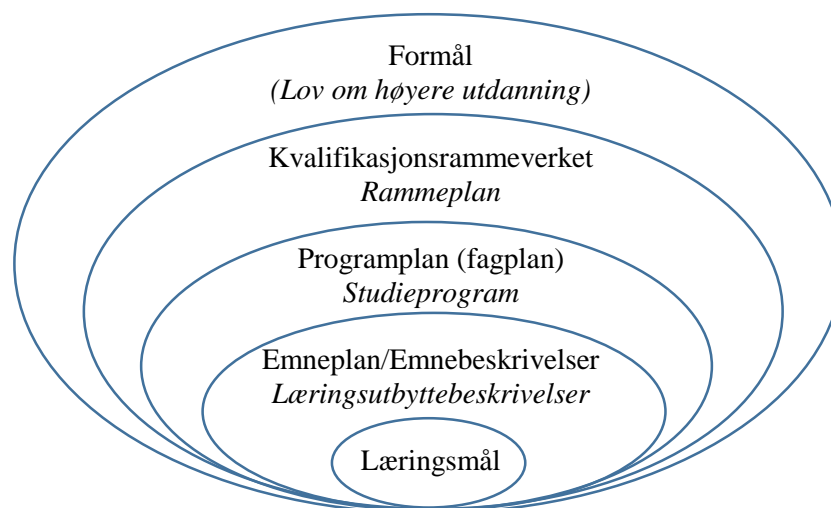 Formål
(Lov om høyere utdanning)
Kvalifikasjonsrammeverket
Rammeplan
Programplan (fagplan)
Studieprogram
Emneplan/Emnebeskrivelser
Læringsutbyttebeskrivelser
Læringsmål